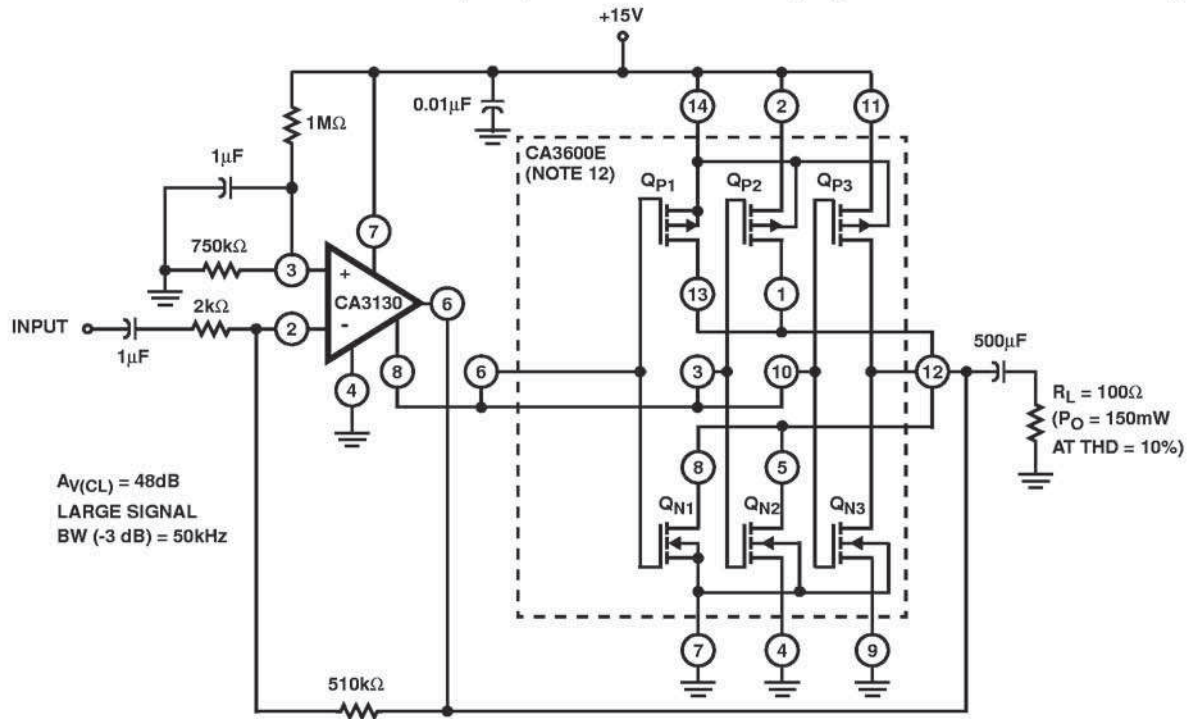 +15V
0.01µF
1MΩ
1µF
750kΩ
3
7
+
CA3130
-
6
2kΩ
2
INPUT
1µF
4
8
14
2
11
CA3600E
(NOTE 12)
QP1
QP2
QP3
13
1
6
3
10
12
500µF
RL = 100Ω
(PO = 150mW
AT THD = 10%)
8
5
QN1
QN2
QN3
AV(CL) = 48dB
LARGE SIGNAL
BW (-3 dB) = 50kHz
7
4
9
510kΩ